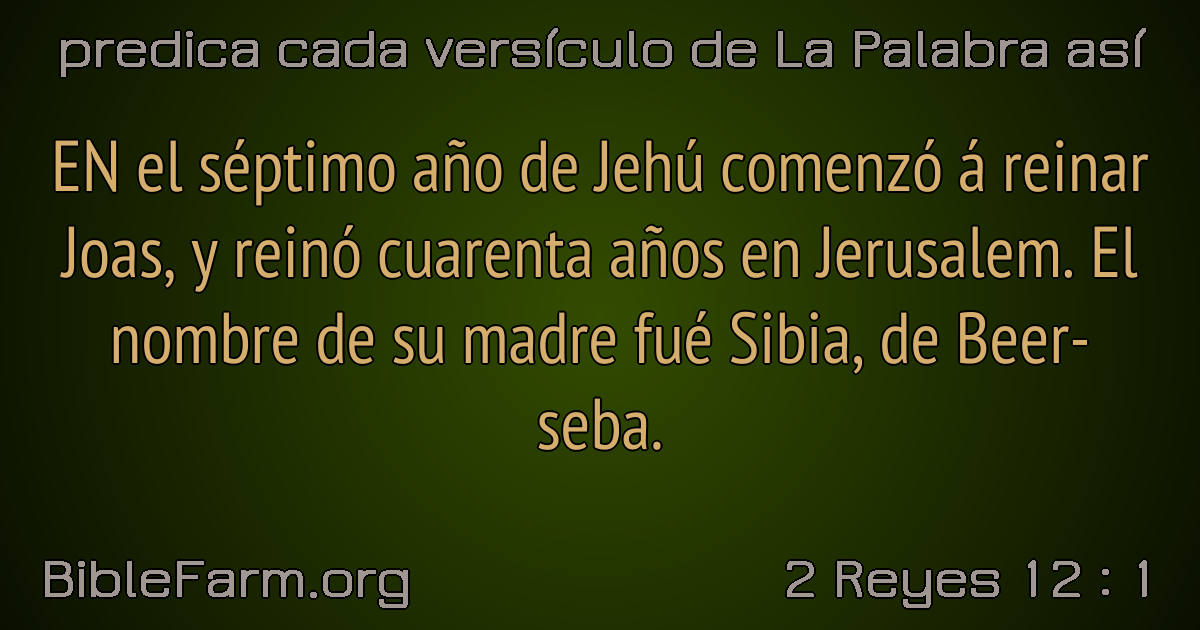 predica cada versículo de La Palabra así
EN el séptimo año de Jehú comenzó á reinar
Joas, y reinó cuarenta años en Jerusalem. El
nombre de su madre fué Sibia, de Beer-
seba.
BibleFarm.org
2 Reyes 12 : 1